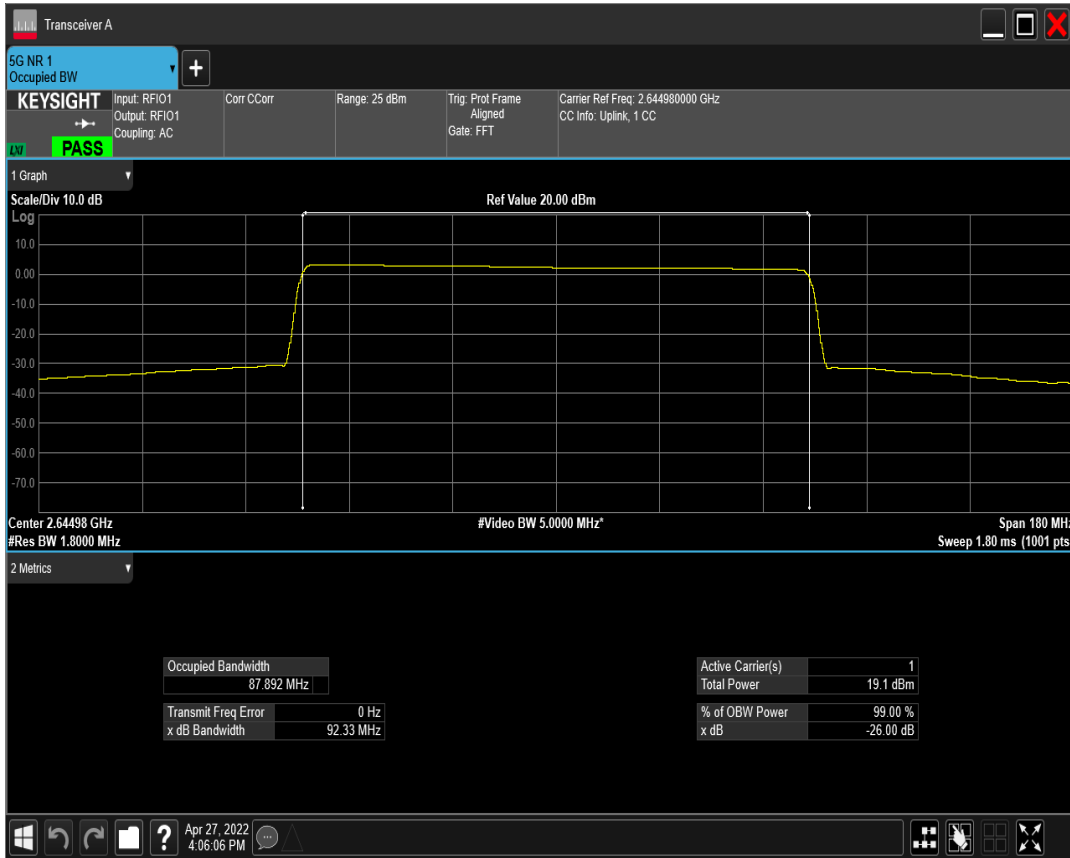 Transceiver A
5G NR 1
Occupied BW
+
KEYSIGHT
LXI
PASS
Input: RFIO1
Output: RFIO1
Coupling: AC
Corr CCorr
Range: 25 dBm
Trig: Prot Frame
Aligned
Gate: FFT
Carrier Ref Freq: 2.644980000 GHz
CC Info: Uplink, 1 CC
1 Graph
Scale/Div 10.0 dB
Ref Value 20.00 dBm
Log
10.0
0.00
-10.0
-20.0
-30.0
-40.0
-50.0
-60.0
-70.0
Center 2.64498 GHz
#Video BW 5.0000 MHz*
Span 180 MHz
#Res BW 1.8000 MHz
Sweep 1.80 ms (1001 pts
2 Metrics
Occupied Bandwidth
87.892 MHz
Transmit Freq Error 0 Hz
x dB Bandwidth 92.33 MHz
Active Carrier(s) 1
Total Power 19.1 dBm
% of OBW Power 99.00 %
x dB -26.00 dB
?
Apr 27, 2022
4:06:06 PM